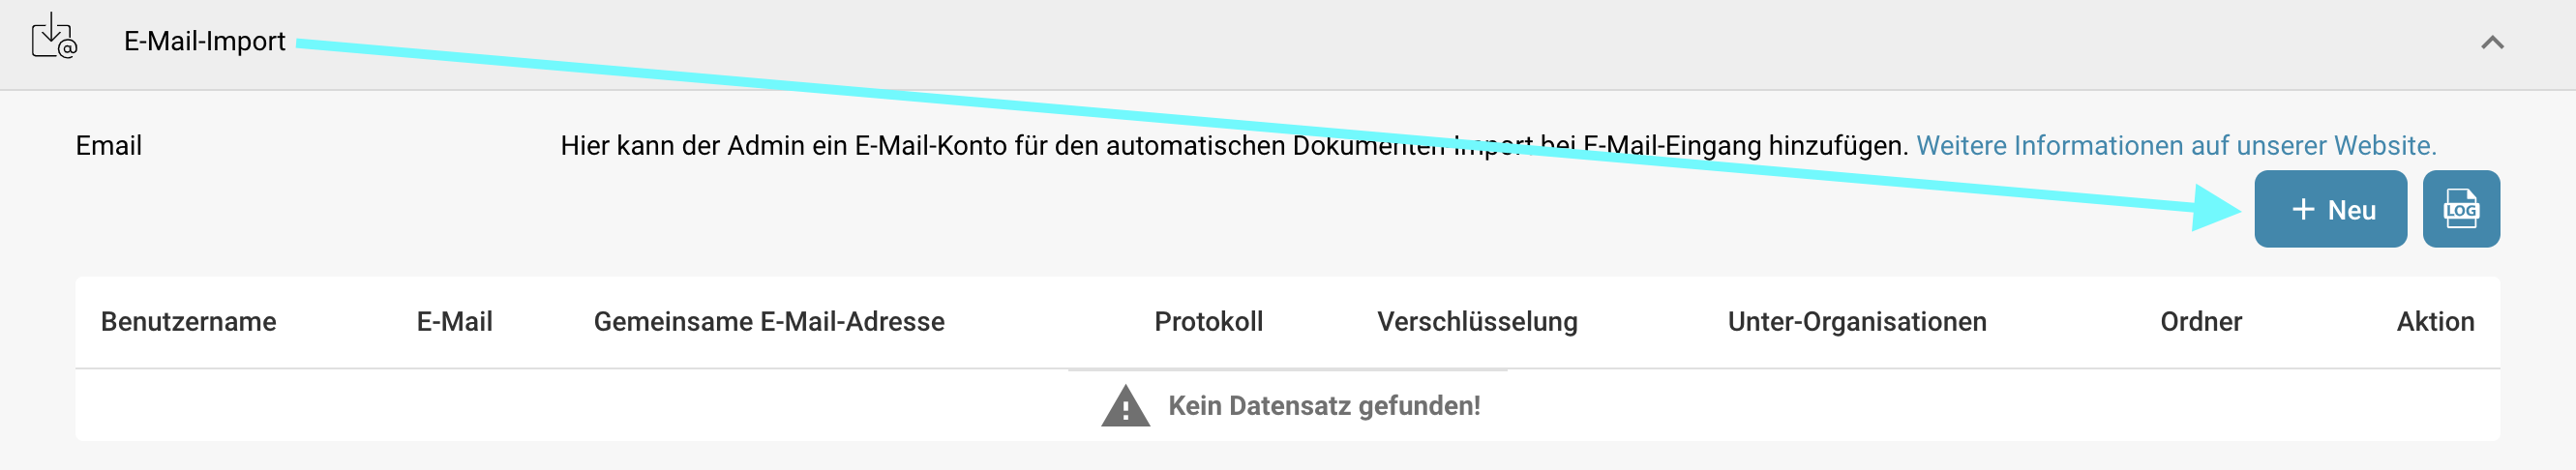 E-Mail-Import
Email
Hier kann der Admin ein E-Mail-Konto für den automatischen Dokumenten Import bei E-Mail-Eingang hinzufügen. Weitere Informationen auf unserer Website.
+ Neu
LOG
Benutzername E-Mail Gemeinsame E-Mail-Adresse Protokoll Verschlüsselung Unter-Organisationen Ordner Aktion
Kein Datensatz gefunden!